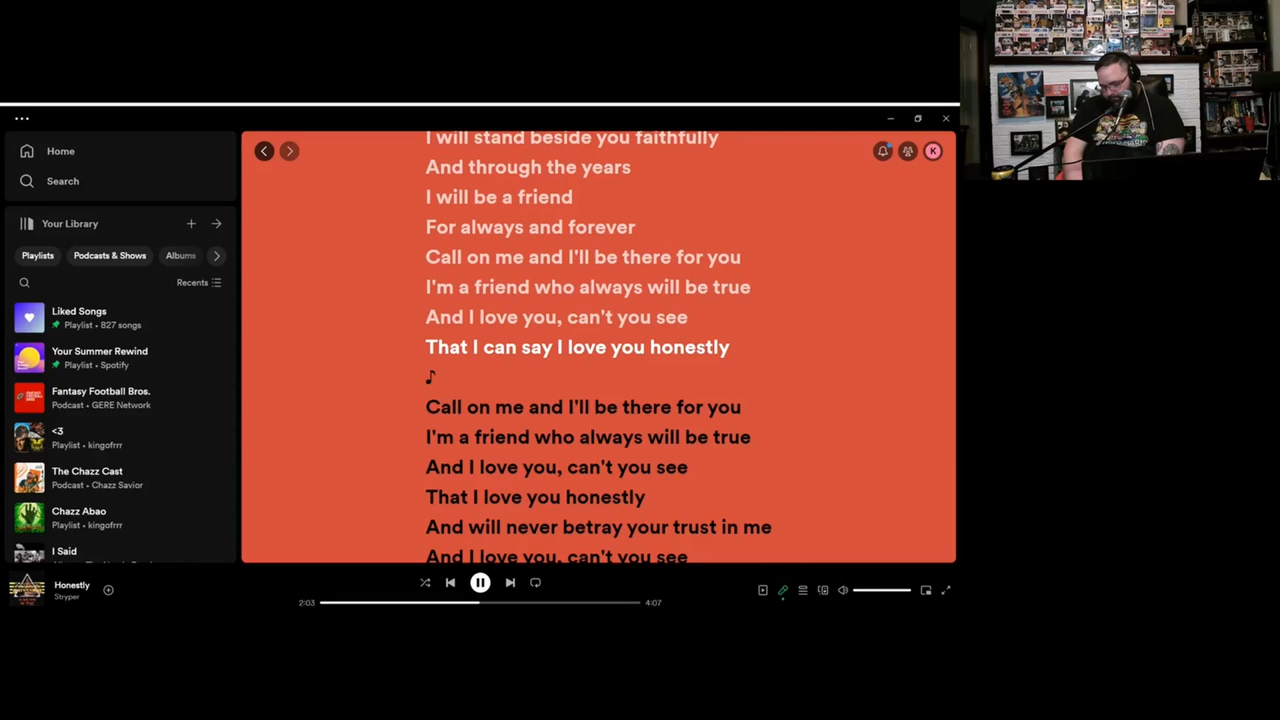 Home
Search
Your Library
Playlists
Podcasts & Shows
Albums
Recents
Liked Songs
Playlist • 827 songs
Your Summer Rewind
Playlist • Spotify
Fantasy Football Bros.
Podcast • GERE Network
<3
Playlist • kingofrrr
The Chazz Cast
Podcast • Chazz Savior
Chazz Abao
Playlist • kingofrrr
I Said
I will stand beside you faithfully
And through the years
I will be a friend
For always and forever
Call on me and I'll be there for you
I'm a friend who always will be true
And I love you, can't you see
That I can say I love you honestly
♪
Call on me and I'll be there for you
I'm a friend who always will be true
And I love you, can't you see
That I love you honestly
And will never betray your trust in me
And I love you, can't you see
K
Honestly
Stryper
2:03
4:07